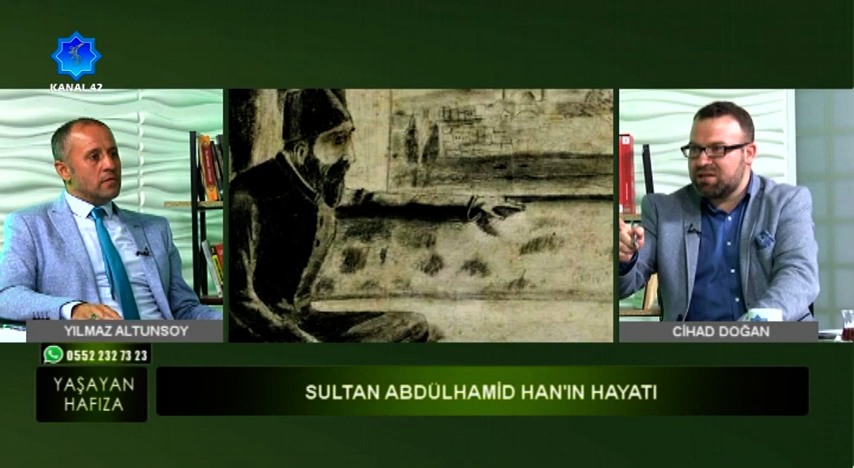 KANAL 42
YILMAZ ALTUNSOY
CİHAD DOĞAN
0552 232 73 23
YAŞAYAN
HAFIZA
SULTAN ABDÜLHAMİD HAN'IN HAYATI